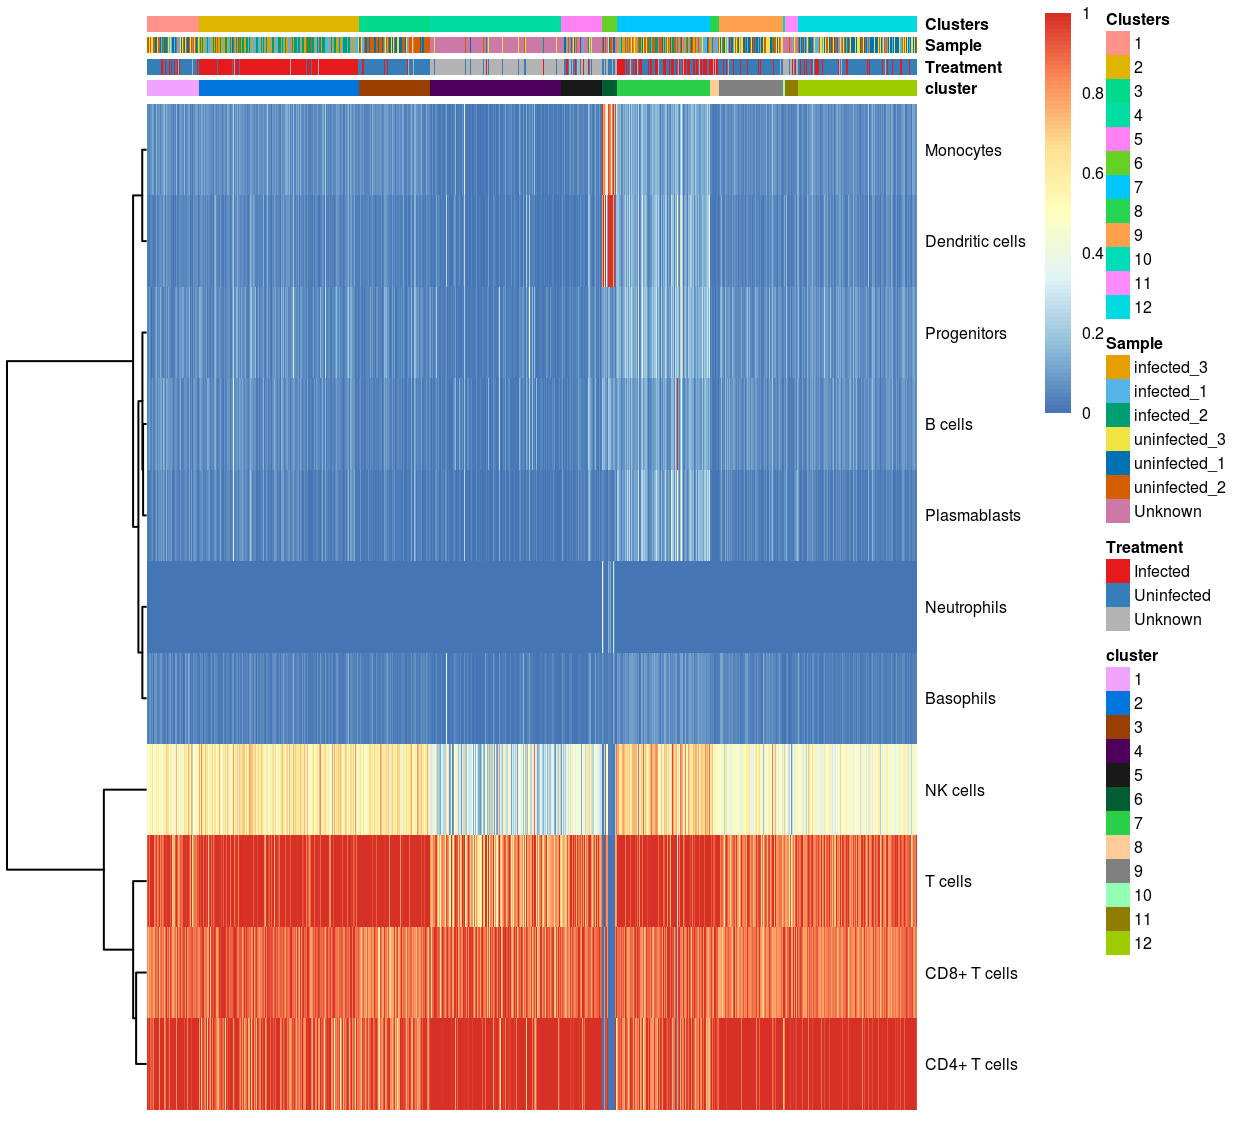 Clusters
Sample
Treatment
cluster
Monocytes
Dendritic cells
Progenitors
B cells
Plasmablasts
Neutrophils
Basophils
NK cells
T cells
CD8+ T cells
CD4+ T cells
1
0.8
0.6
0.4
0.2
0
Clusters
1
2
3
4
5
6
7
8
9
10
11
12
Sample
infected_3
infected_1
infected_2
uninfected_3
uninfected_1
uninfected_2
Unknown
Treatment
Infected
Uninfected
Unknown
cluster
1
2
3
4
5
6
7
8
9
10
11
12